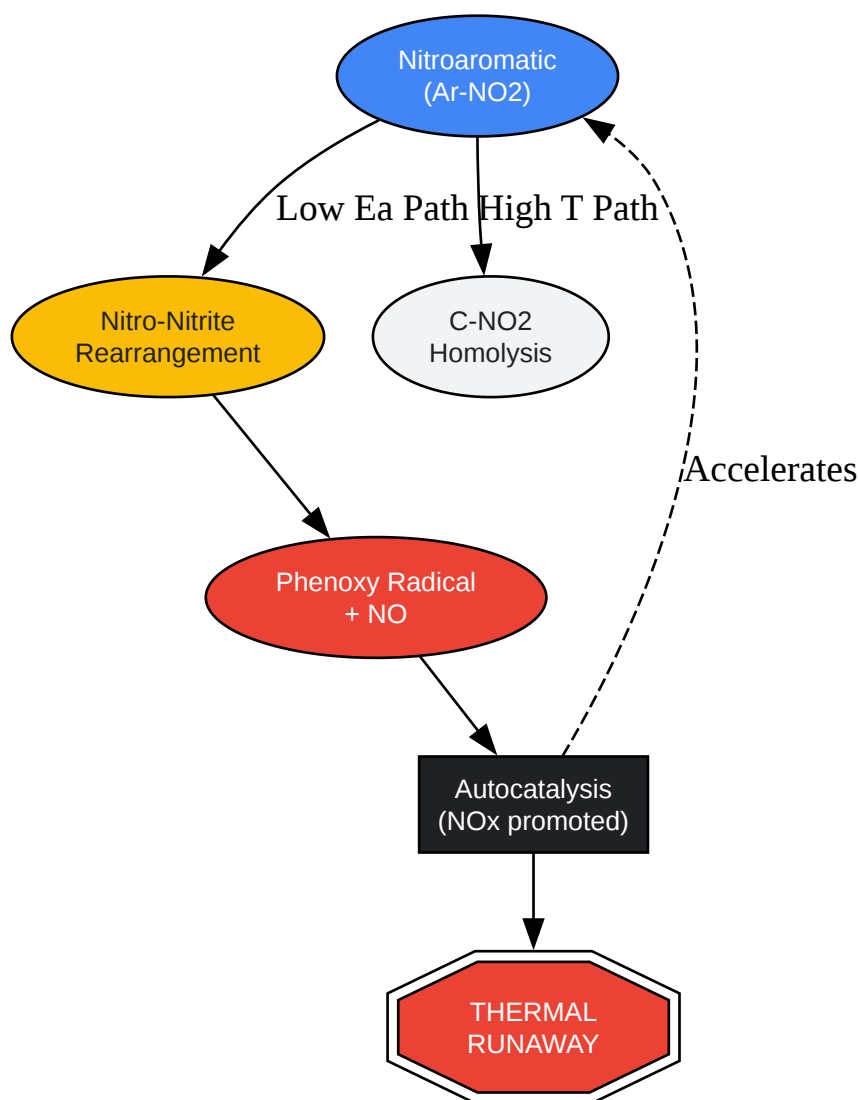 Nitroaromatic
(Ar-NO2)
Low Ea Path
High T Path
Nitro-Nitrite
Rearrangement
C-NO2
Homolysis
Accelerates
Phenoxy Radical
+ NO
Autocatalysis
(NOx promoted)
THERMAL
RUNAWAY